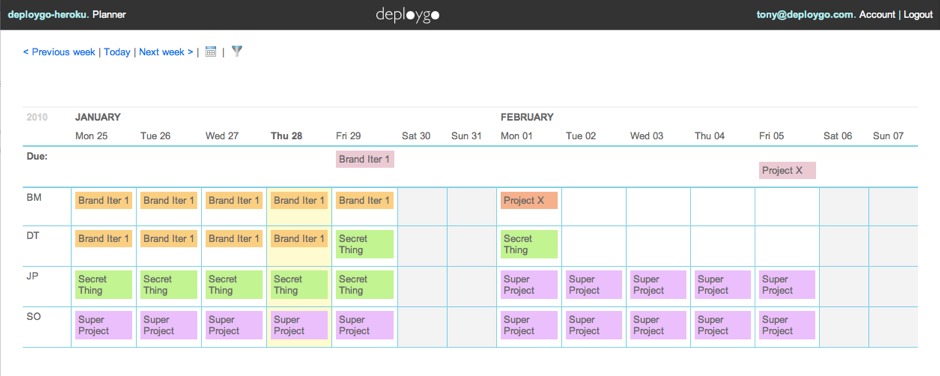 deploygo-heroku. Planner
deploygo
tony@deploygo.com. Account | Logout
< Previous week | Today | Next week > | |
2010 JANUARY FEBRUARY
Mon 25 Tue 26 Wed 27 Thu 28 Fri 29 Sat 30 Sun 31 Mon 01 Tue 02 Wed 03 Thu 04 Fri 05 Sat 06 Sun 07
Due: Brand Iter 1 Project X
BM Brand Iter 1 Brand Iter 1 Brand Iter 1 Brand Iter 1 Brand Iter 1 Project X
DT Brand Iter 1 Brand Iter 1 Brand Iter 1 Brand Iter 1 Secret Thing Secret Thing
JP Secret Thing Secret Thing Secret Thing Secret Thing Secret Thing Super Project Super Project Super Project Super Project Super Project
SO Super Project Super Project Super Project Super Project Super Project Super Project Super Project Super Project Super Project Super Project